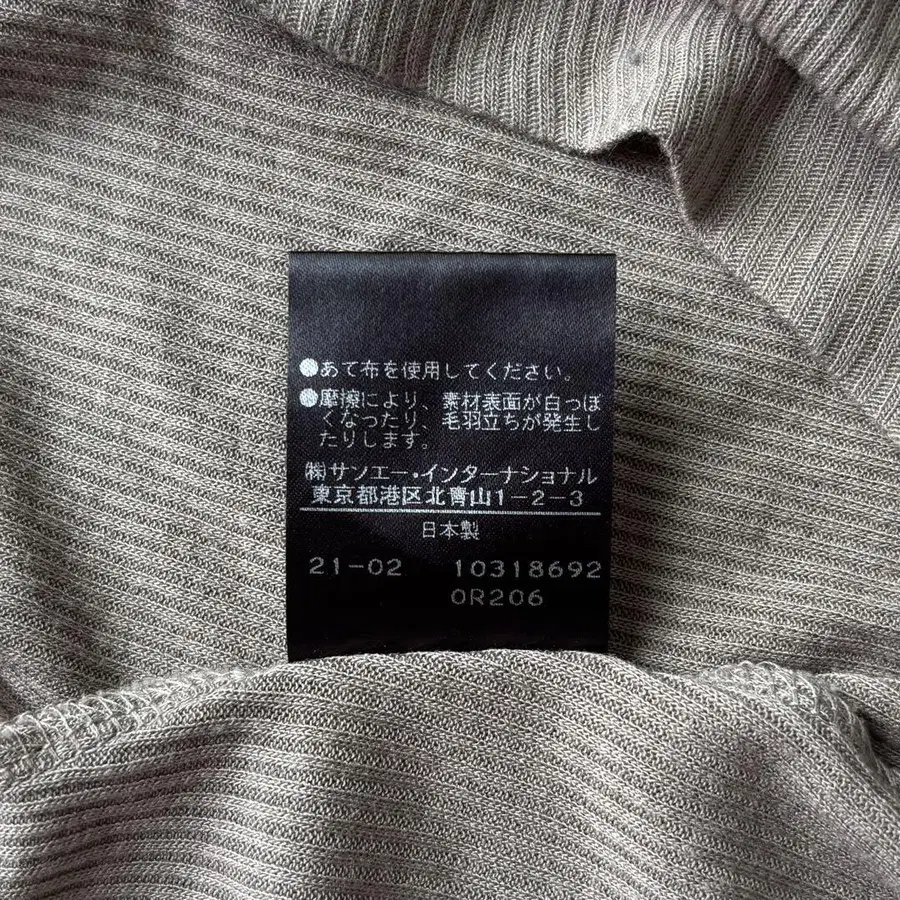 ●あて布を使用してください。
●摩擦により、素材表面が白っぽ
くなったり、毛羽立ちが発生し
たりします。
㈱サンエー・インターナショナル
東京都港区北青山1-2-3
日本製
21-02 10318692
0R206